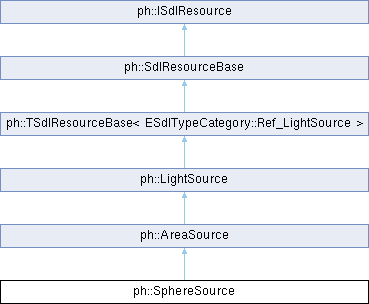 ph::ISdlResource
ph::SdlResourceBase
ph::TSdlResourceBase< ESdlTypeCategory::Ref_LightSource >
ph::LightSource
ph::AreaSource
ph::SphereSource